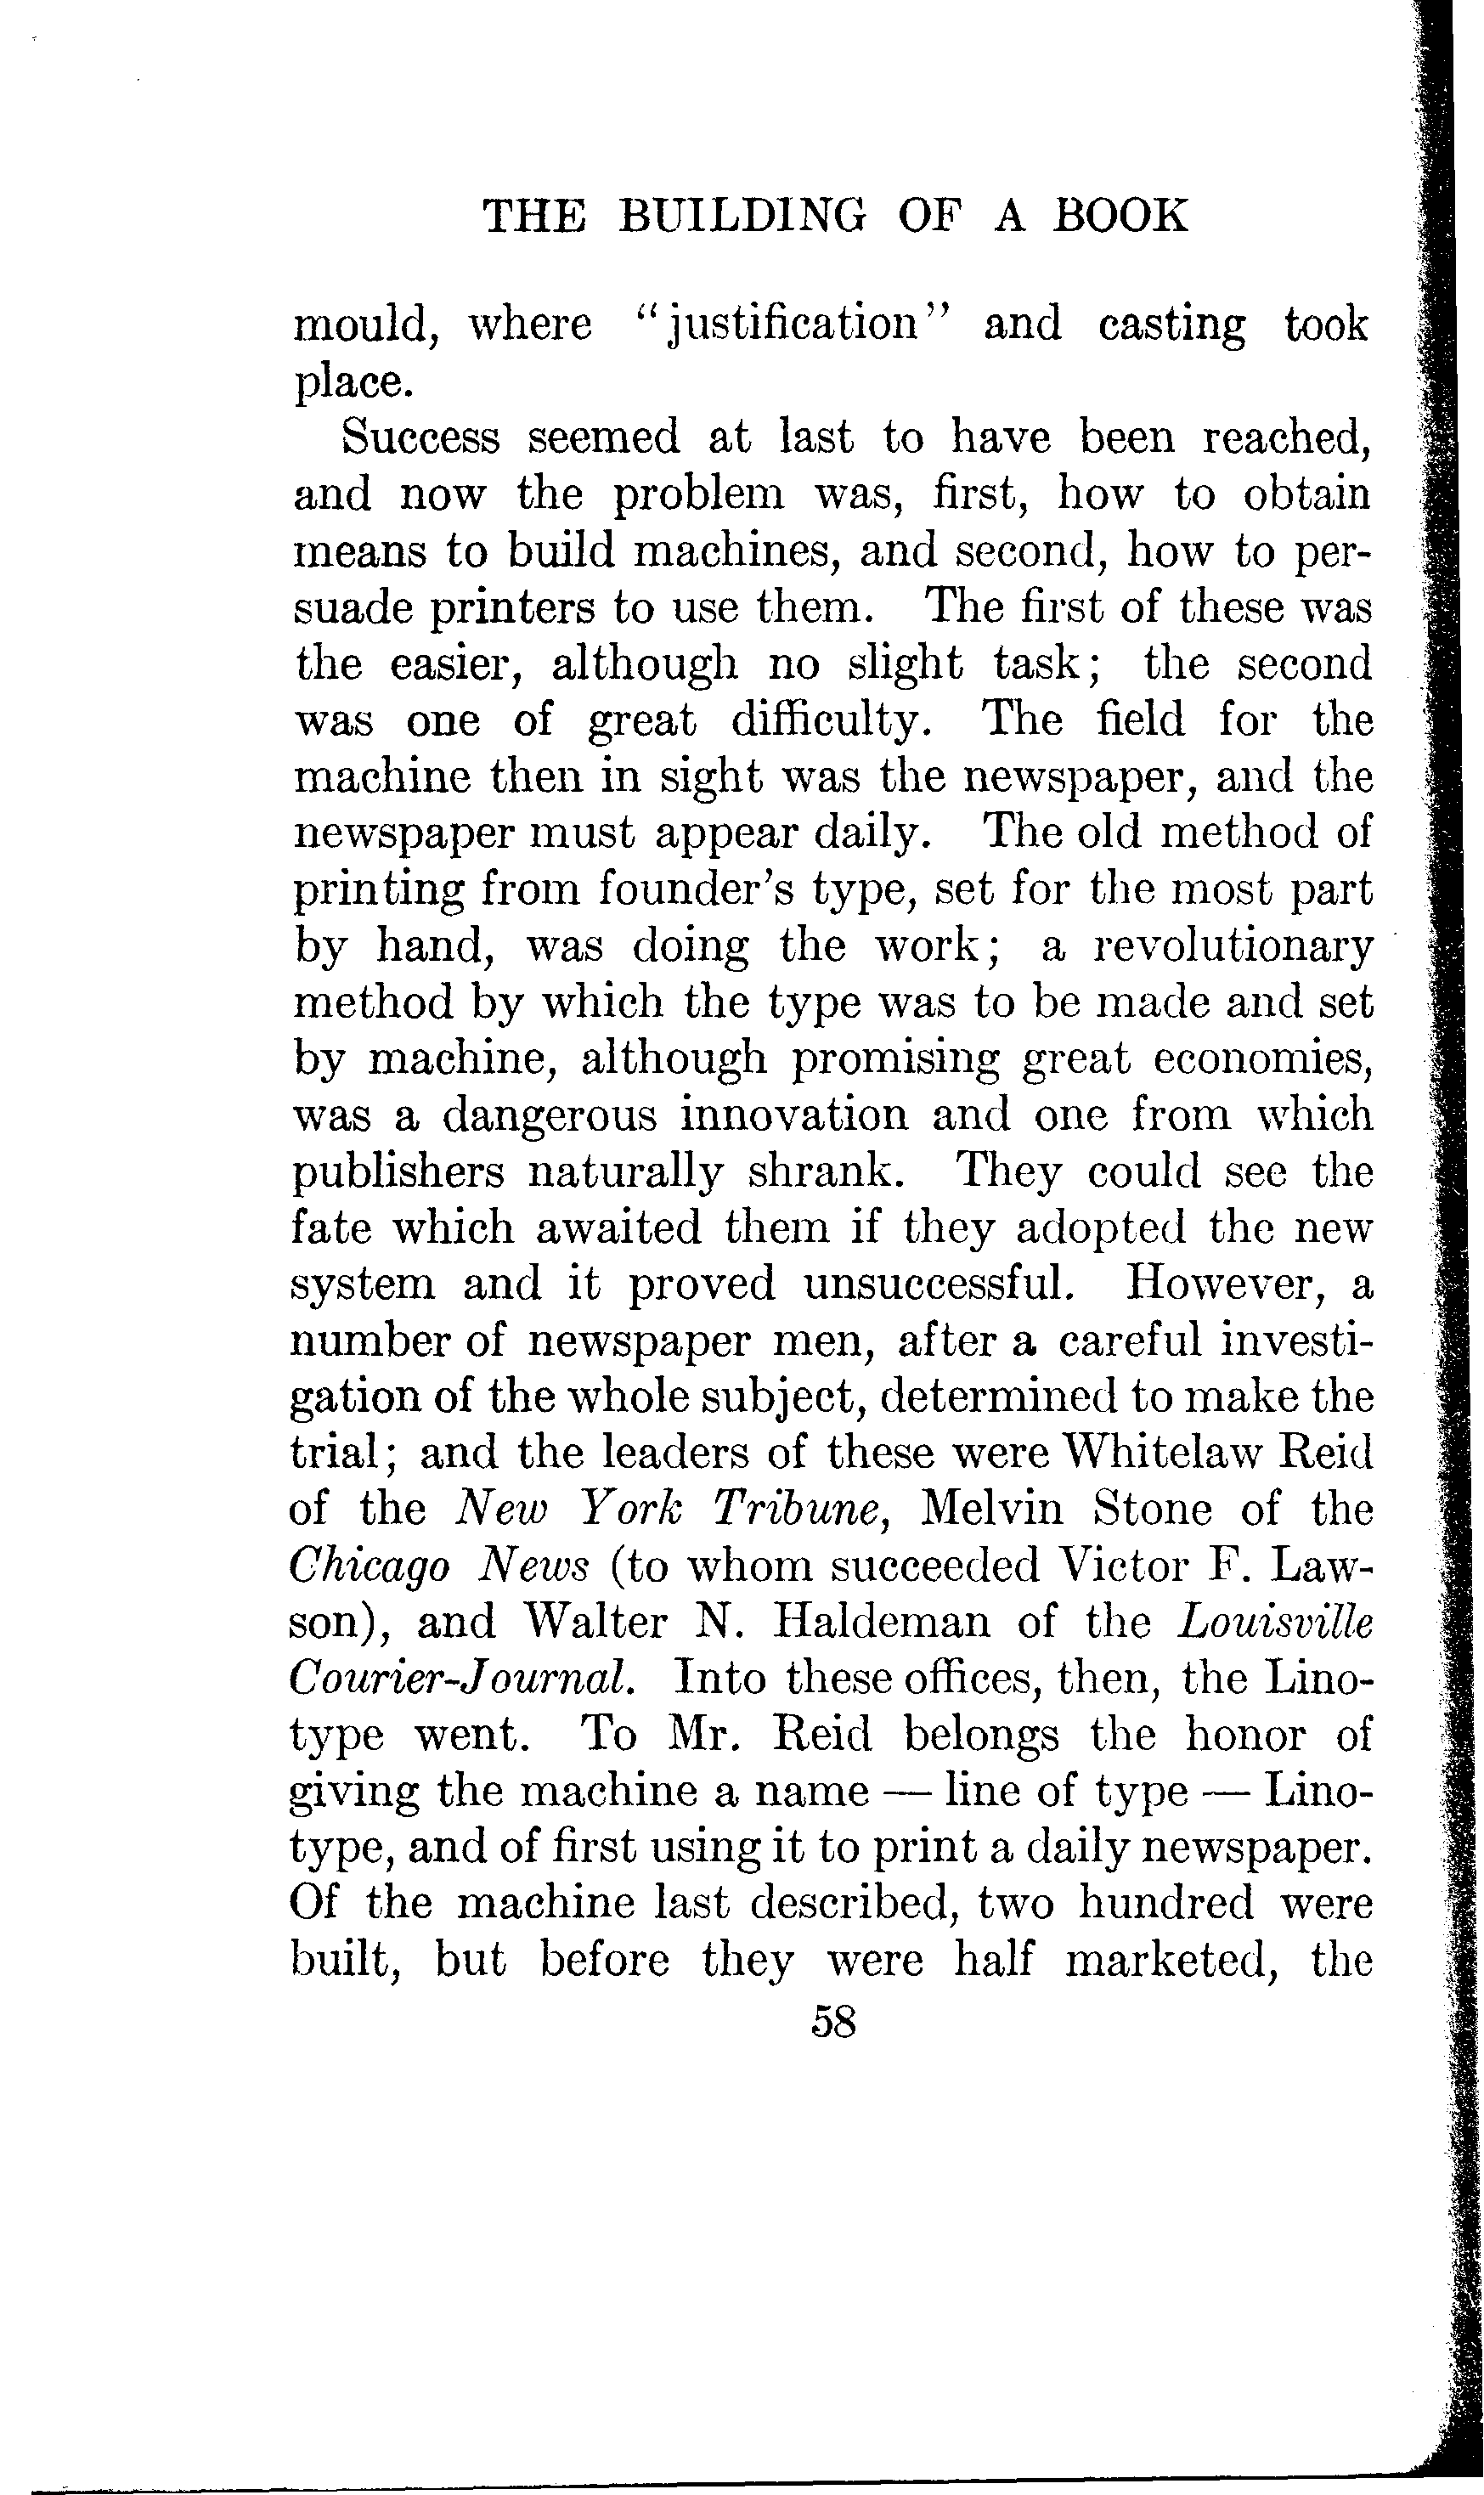 THE BUILDING OF A BOOK
mould, where "justification" and casting took
place.
Success seemed at last to have been reached,
and now the problem was, first, how to obtain
means to build machines, and second, how to per-
suade printers to use them. The first of these was
the easier, although no slight task; the second
was one of great difficulty. The field for the
machine then in sight was the newspaper, and the
newspaper must appear daily. The old method of
printing from founder's type, set for the most part
by hand, was doing the work; a revolutionary
method by which the type was to be made and set
by machine, although promising great economies,
was a dangerous innovation and one from which
publishers naturally shrank. They could see the
fate which awaited them if they adopted the new
system and it proved unsuccessful. However, a
number of newspaper men, after a careful investi-
gation of the whole subject, determined to make the
trial; and the leaders of these were Whitelaw Reid
of the New York Tribune, Melvin Stone of the
Chicago News (to whom succeeded Victor F. Law-
son), and Walter N. Haldeman of the Louisville
Courier-Journal. Into these offices, then, the Lino-
type went. To Mr. Reid belongs the honor of
giving the machine a name — line of type — Lino-
type, and of first using it to print a daily newspaper.
Of the machine last described, two hundred were
built, but before they were half marketed, the
58